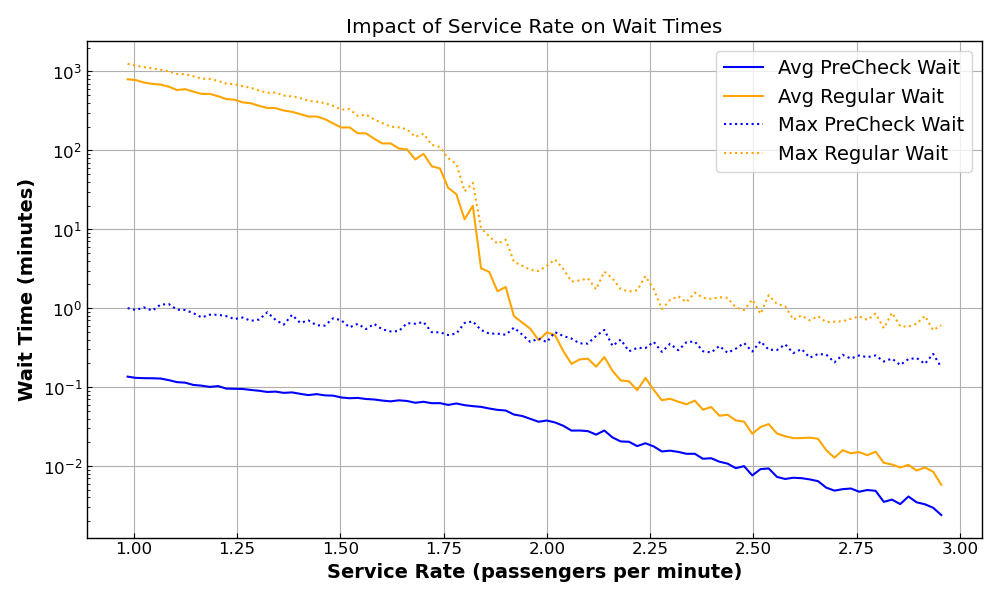 Impact of Service Rate on Wait Times
Avg PreCheck Wait
Avg Regular Wait
Max PreCheck Wait
Max Regular Wait
Wait Time (minutes)
10³
10²
10¹
10⁰
10⁻¹
10⁻²
1.00 1.25 1.50 1.75 2.00 2.25 2.50 2.75 3.00
Service Rate (passengers per minute)